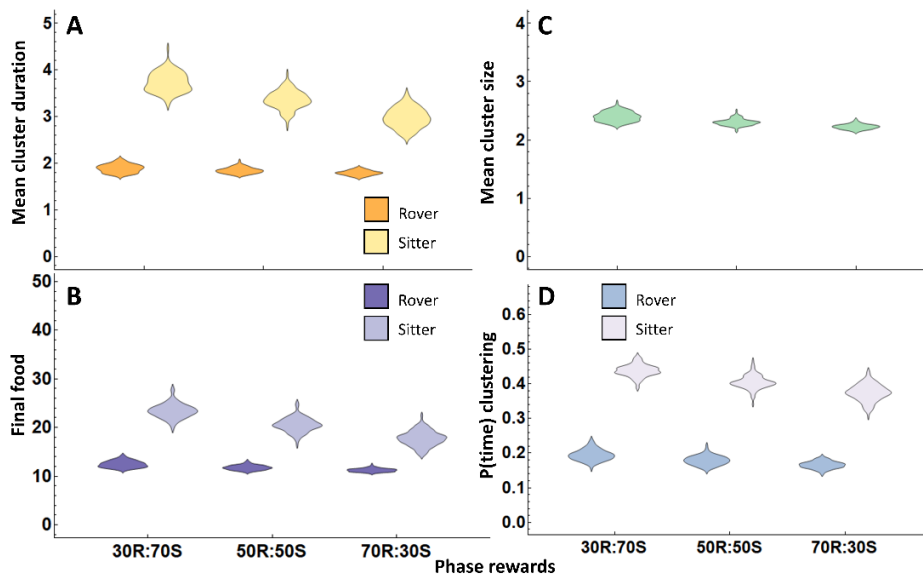 A
Mean cluster duration
5
4
3
2
1
0
Rover
Sitter
B
Final food
50
40
30
20
10
0
Rover
Sitter
30R:70S 50R:50S 70R:30S
C
Mean cluster size
4
3
2
1
0
D
P(time) clustering
0.6
0.5
0.4
0.3
0.2
0.1
0.0
Rover
Sitter
30R:70S 50R:50S 70R:30S
Phase rewards